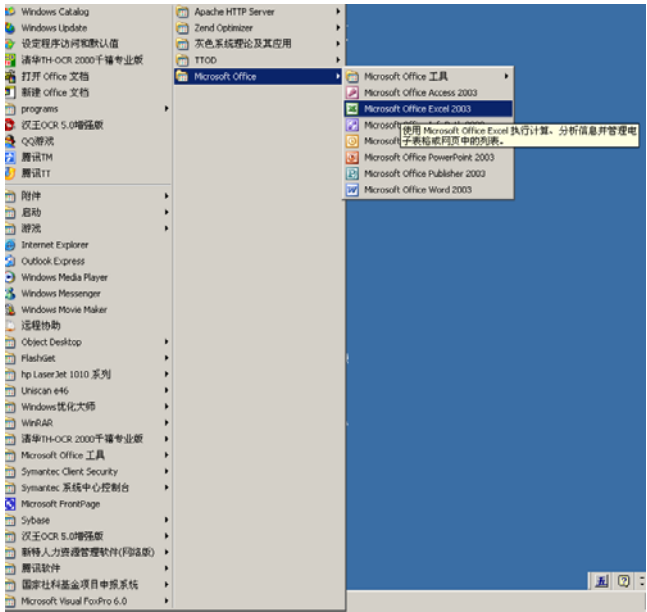 Windows Catalog
Windows Update
设定程序访问和默认值
清华TH-OCR 2000千禧专业版
打开 Office 文档
新建 Office 文档
programs
汉王OCR 5.0增强版
QQ游戏
腾讯TM
腾讯TT
附件
启动
游戏
Internet Explorer
Outlook Express
Windows Media Player
Windows Messenger
Windows Movie Maker
远程协助
Object Desktop
FlashGet
hp LaserJet 1010 系列
Uniscan e46
Windows优化大师
WinRAR
清华TH-OCR 2000千禧专业版
Microsoft Office 工具
Symantec Client Security
Symantec 系统中心控制台
Microsoft FrontPage
Sybase
汉王OCR 5.0增强版
新特人力资源管理软件(网络版)
腾讯软件
国家社科基金项目申报系统
Microsoft Visual FoxPro 6.0
Apache HTTP Server
Zend Optimizer
灰色系统理论及其应用
TTOD
Microsoft Office
Microsoft Office 工具
Microsoft Office Access 2003
Microsoft Office Excel 2003
使用 Microsoft Office Excel 执行计算、分析信息并管理电
子表格或网页中的列表。
Microsoft Office PowerPoint 2003
Microsoft Office Publisher 2003
Microsoft Office Word 2003
五